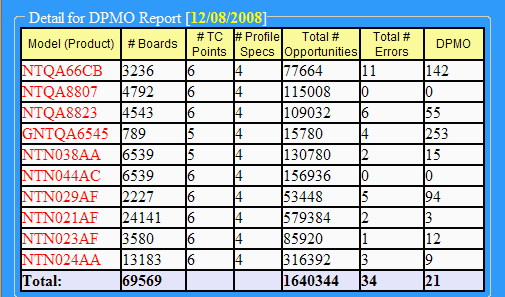 Detail for DPMO Report [12/08/2008]
Model (Product) # Boards # TC Points # Profile Specs Total # Opportunities Total # Errors DPMO
NTQA66CB 3236 6 4 77664 11 142
NTQA8807 4792 6 4 115008 0 0
NTQA8823 4543 6 4 109032 6 55
GNTQA6545 789 5 4 15780 4 253
NTN038AA 6539 5 4 130780 2 15
NTN044AC 6539 6 4 156936 0 0
NTN029AF 2227 6 4 53448 5 94
NTN021AF 24141 6 4 579384 2 3
NTN023AF 3580 6 4 85920 1 12
NTN024AA 13183 6 4 316392 3 9
Total: 69569 1640344 34 21